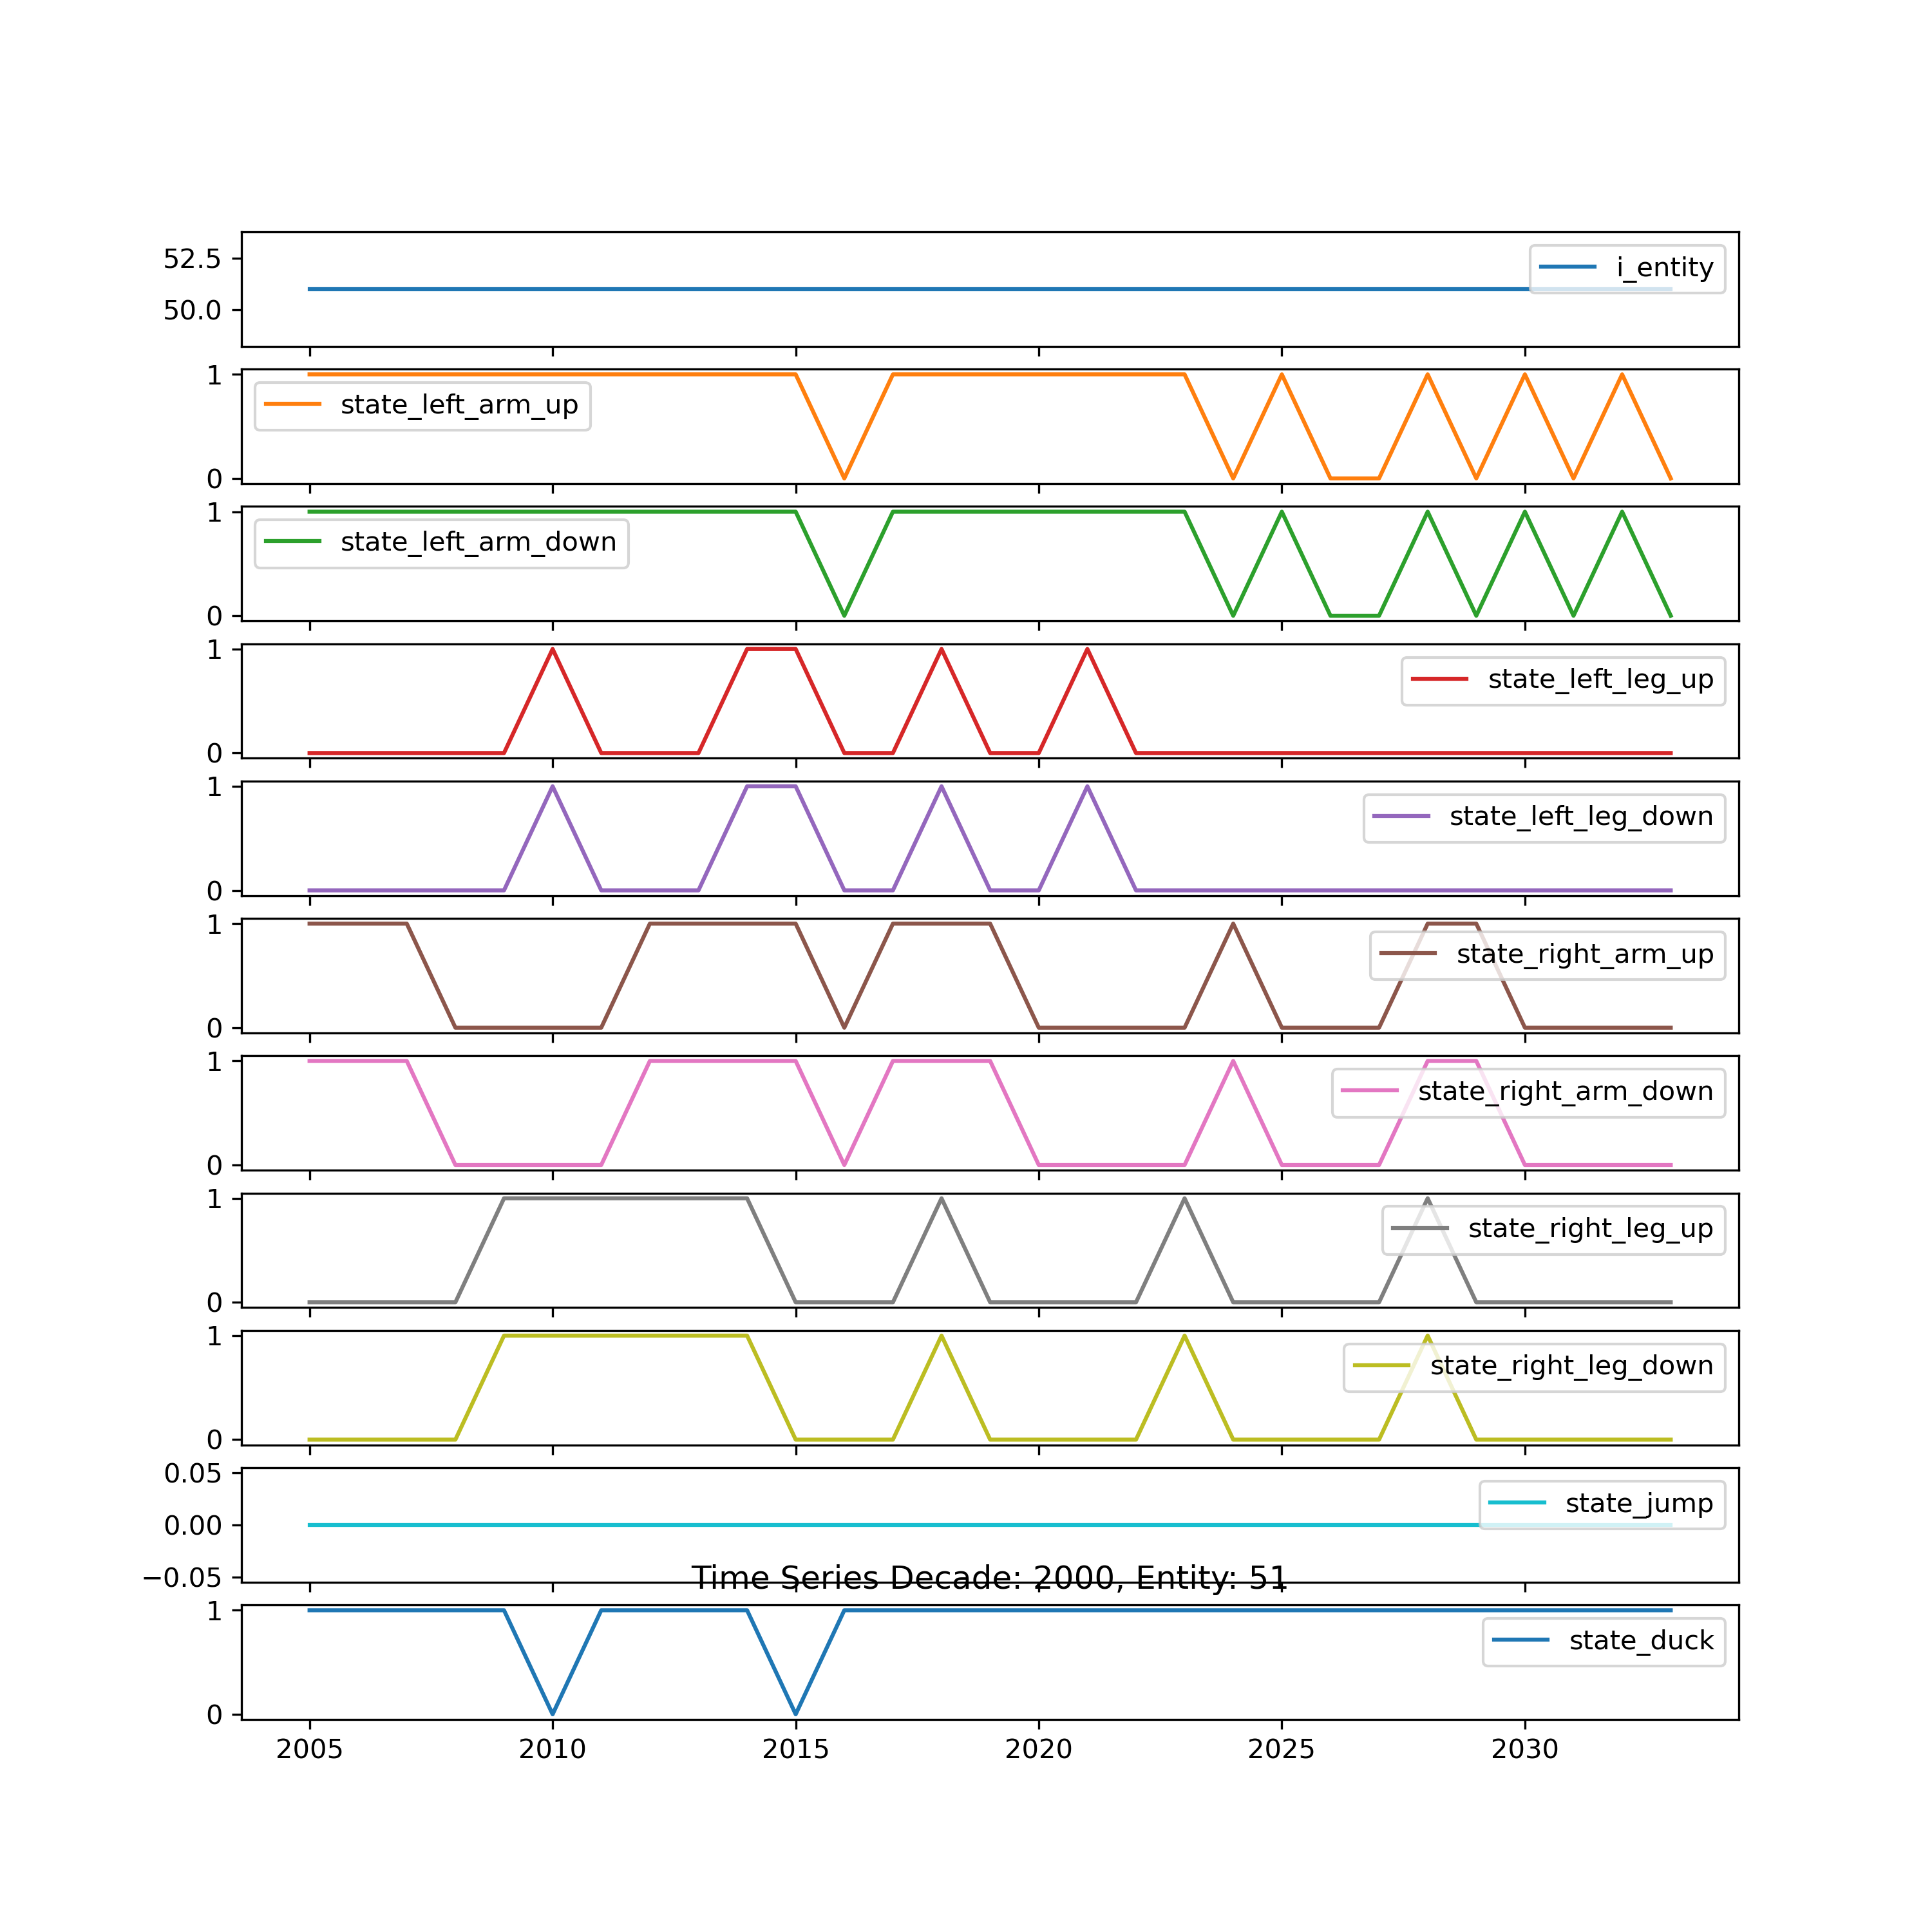 52.5
50.0
i_entity
1
0
state_left_arm_up
1
0
state_left_arm_down
1
0
state_left_leg_up
1
0
state_left_leg_down
1
0
state_right_arm_up
1
0
state_right_arm_down
1
0
state_right_leg_up
1
0
state_right_leg_down
0.05
0.00
−0.05
state_jump
Time Series Decade: 2000, Entity: 51
1
0
state_duck
2005 2010 2015 2020 2025 2030